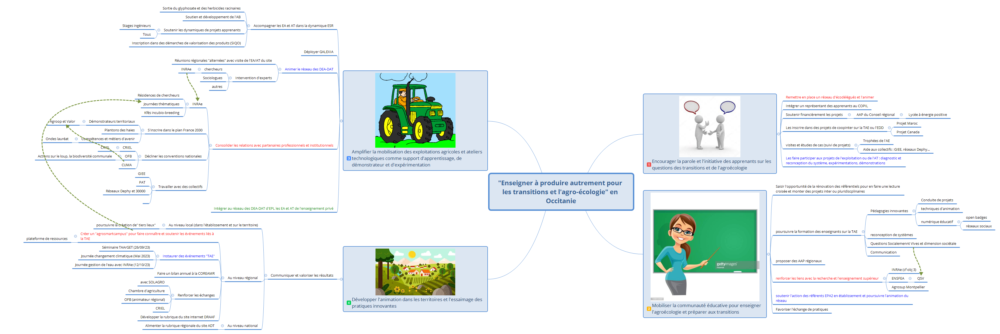 "Enseigner à produire autrement pour
les transitions et l'agro-écologie" en
Occitanie
1
Encourager la parole et l'initiative des apprenants sur les
questions des transitions et de l'agroécologie
Remettre en place un réseau d'écodélégués et l'animer
Intégrer un représentant des apprenants au COPIL
Soutenir financièrement les projets
AAP du Conseil régional
Lycée à énergie positive
Les inscrire dans des projets de coopinter sur la TAE ou l'EDD
Projet Maroc
Projet Canada
visites et études de cas (suivi de projets)
Trophées de l'AE
Aide aux collectifs : GIEE, réseaux Dephy...
Les faire participer aux projets de l'exploitation ou de l'AT : diagnostic et
reconception du système, expérimentations, démonstrations
gettyimages
2
Mobiliser la communauté éducative pour enseigner
l'agroécologie et préparer aux transitions
Saisir l'opportunité de la rénovation des référentiels pour en faire une lecture
croisée et monter des projets inter ou pluridiscplinaires
poursuivre la formation des enseignants sur la TAE
Pédagogies innovantes
Conduite de projets
techniques d'animation
numérique éducatif
open badges
réseaux sociaux
reconception de systèmes
Questions Socialemennt Vives et dimension sociétale
Communication
proposer des AAP régionaux
renforcer les liens avec la recherche et l'enseignement supérieur
INRAe (cf obj 3)
ENSFEA
QSV
Agrosup Montpellier
soutenir l'action des référents EPA2 en établissement et poursuivre l'animation du
réseau
Favoriser l'échange de pratiques
3
Amplifier la mobilisation des exploitations agricoles et ateliers
technologiques comme support d'apprentissage, de
démonstrateur et d'expérimentation
Accompagner les EA et AT dans la dynamique ESR
Sortie du glyphosate et des herbicides racinaires
Soutien et développement de l'AB
Soutenir les dynamiques de projets apprenants
Stages ingénieurs
Tous
Inscription dans des démarches de valorisation des produits (SIQO)
Déployer GALEXIA
Animer le réseau des DEA-DAT
Réunions régionales "alternées" avec visite de l'EA/AT du site
Intervention d'experts
chercheurs
INRAe
Sociologues
autres
Consolider les relations avec partenaires professionnels et institutionnels
INRAe
Résidences de chercheurs
Journées thématiques
Kfés incubio-breeding
S'inscrire dans le plan France 2030
Démonstrateurs territoriaux
Agroop et Valor
Plantons des haies
Compétences et métiers d'avenir
Ondes lauréat
Décliner les conventions nationales
CRIEL
CRIEL
OFB
Actions sur le loup, la biodiversité communale
CUMA
Travailler avec des collectifs
GIEE
PAT
Réseaux Dephy et 30000
Intégrer au réseau des DEA-DAT d'EPL les EA et AT de l'enseignement privé
4
Développer l'animation dans les territoires et l'essaimage des
pratiques innovantes
Communiquer et valoriser les résultats
Au niveau local (dans l'établissement et sur le territoire)
poursuivre la création de" tiers lieux"
Au niveau régional
Créer un "agrosmartcampus" pour faire connaître et soutenir les événements liés à
la TAE
plateforme de ressources
Instaurer des événements "TAE"
Séminaire TAArGET (26/09/23)
Journée changement climatique (Mai 2023)
Journée gestion de l'eau avec INRAe (12/10/23)
Faire un bilan annuel à la COREAMR
Renforcer les échanges
avec SOLAGRO
Chambre d'agriculture
OFB (animateur régional)
CRIEL
Développer la rubrique du site internet DRAAF
Au niveau national
Alimenter la rubrique régionale du site ADT